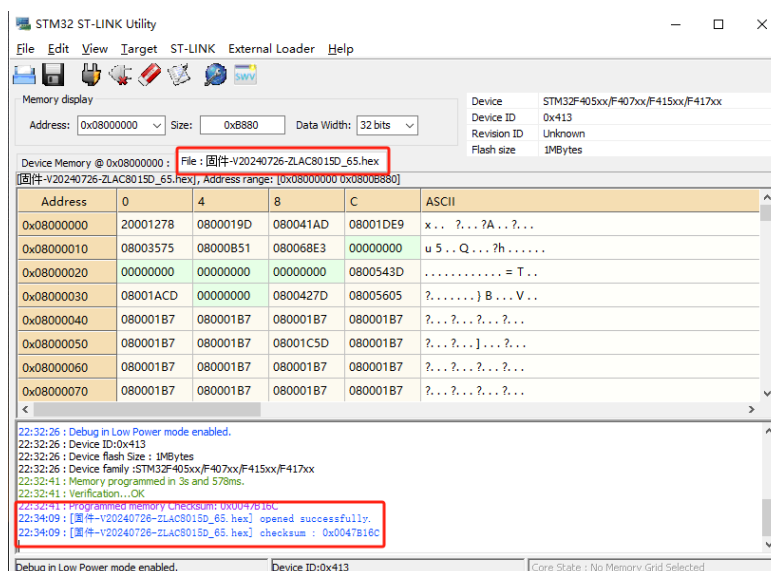 STM32 ST-LINK Utility
File Edit View Target ST-LINK External Loader Help
SWV
Memory display
Address: 0x08000000 Size: 0xB880 Data Width: 32 bits
Device STM32F405xx/F407xx/F415xx/F417xx
Device ID 0x413
Revision ID Unknown
Flash size 1MBytes
Device Memory @ 0x08000000 : File : 固件-V20240726-ZLAC8015D_65.hex
[固件-V20240726-ZLAC8015D_65.hex], Address range: [0x08000000 0x0800B880]
Address 0 4 8 C ASCII
0x08000000 20001278 0800019D 080041AD 08001DE9 x . . ? . . . ? A . . ? . . .
0x08000010 08003575 08000B51 080068E3 00000000 u 5 . . Q . . . ? h . . . . . .
0x08000020 00000000 00000000 00000000 0800543D . . . . . . . . . . . . = T . .
0x08000030 08001ACD 00000000 0800427D 08005605 ? . . . . . . . } B . . . V . .
0x08000040 080001B7 080001B7 080001B7 080001B7 ? . . . ? . . . ? . . . ? . . .
0x08000050 080001B7 080001B7 08001C5D 080001B7 ? . . . ? . . . ] . . . ? . . .
0x08000060 080001B7 080001B7 080001B7 080001B7 ? . . . ? . . . ? . . . ? . . .
0x08000070 080001B7 080001B7 080001B7 080001B7 ? . . . ? . . . ? . . . ? . . .
22:32:26 : Debug in Low Power mode enabled.
22:32:26 : Device ID:0x413
22:32:26 : Device flash Size : 1MBytes
22:32:26 : Device family :STM32F405xx/F407xx/F415xx/F417xx
22:32:41 : Memory programmed in 3s and 578ms.
22:32:41 : Verification...OK
22:32:41 : Programmed memory Checksum: 0x0047B16C
22:34:09 : [固件-V20240726-ZLAC8015D_65.hex] opened successfully.
22:34:09 : [固件-V20240726-ZLAC8015D_65.hex] checksum : 0x0047B16C
Debug in Low Power mode enabled. Device ID:0x413 Core State : No Memory Grid Selected